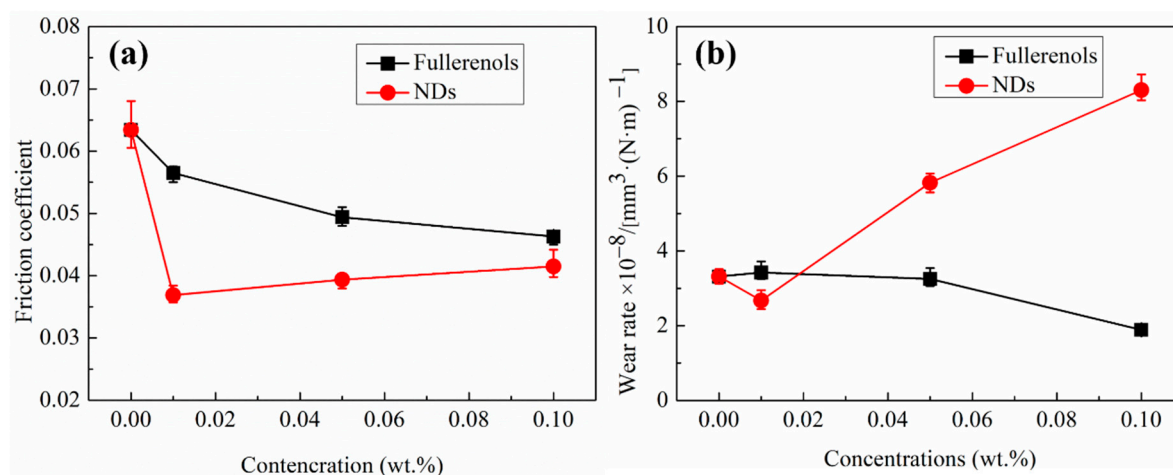 (a)
Fullerenols
NDs
0.08
0.07
0.06
0.05
0.04
0.03
0.02
Friction coefficient
0.00 0.02 0.04 0.06 0.08 0.10
Contencration (wt.%)
(b)
Fullerenols
NDs
10
8
6
4
2
0
Wear rate ×10⁻⁸/[mm³·(N·m)⁻¹]
0.00 0.02 0.04 0.06 0.08 0.10
Concentrations (wt.%)